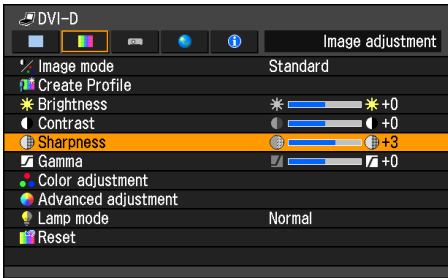 DVI-D
Image adjustment
Image mode Standard
Create Profile
Brightness +0
Contrast +0
Sharpness +3
Gamma +0
Color adjustment
Advanced adjustment
Lamp mode Normal
Reset